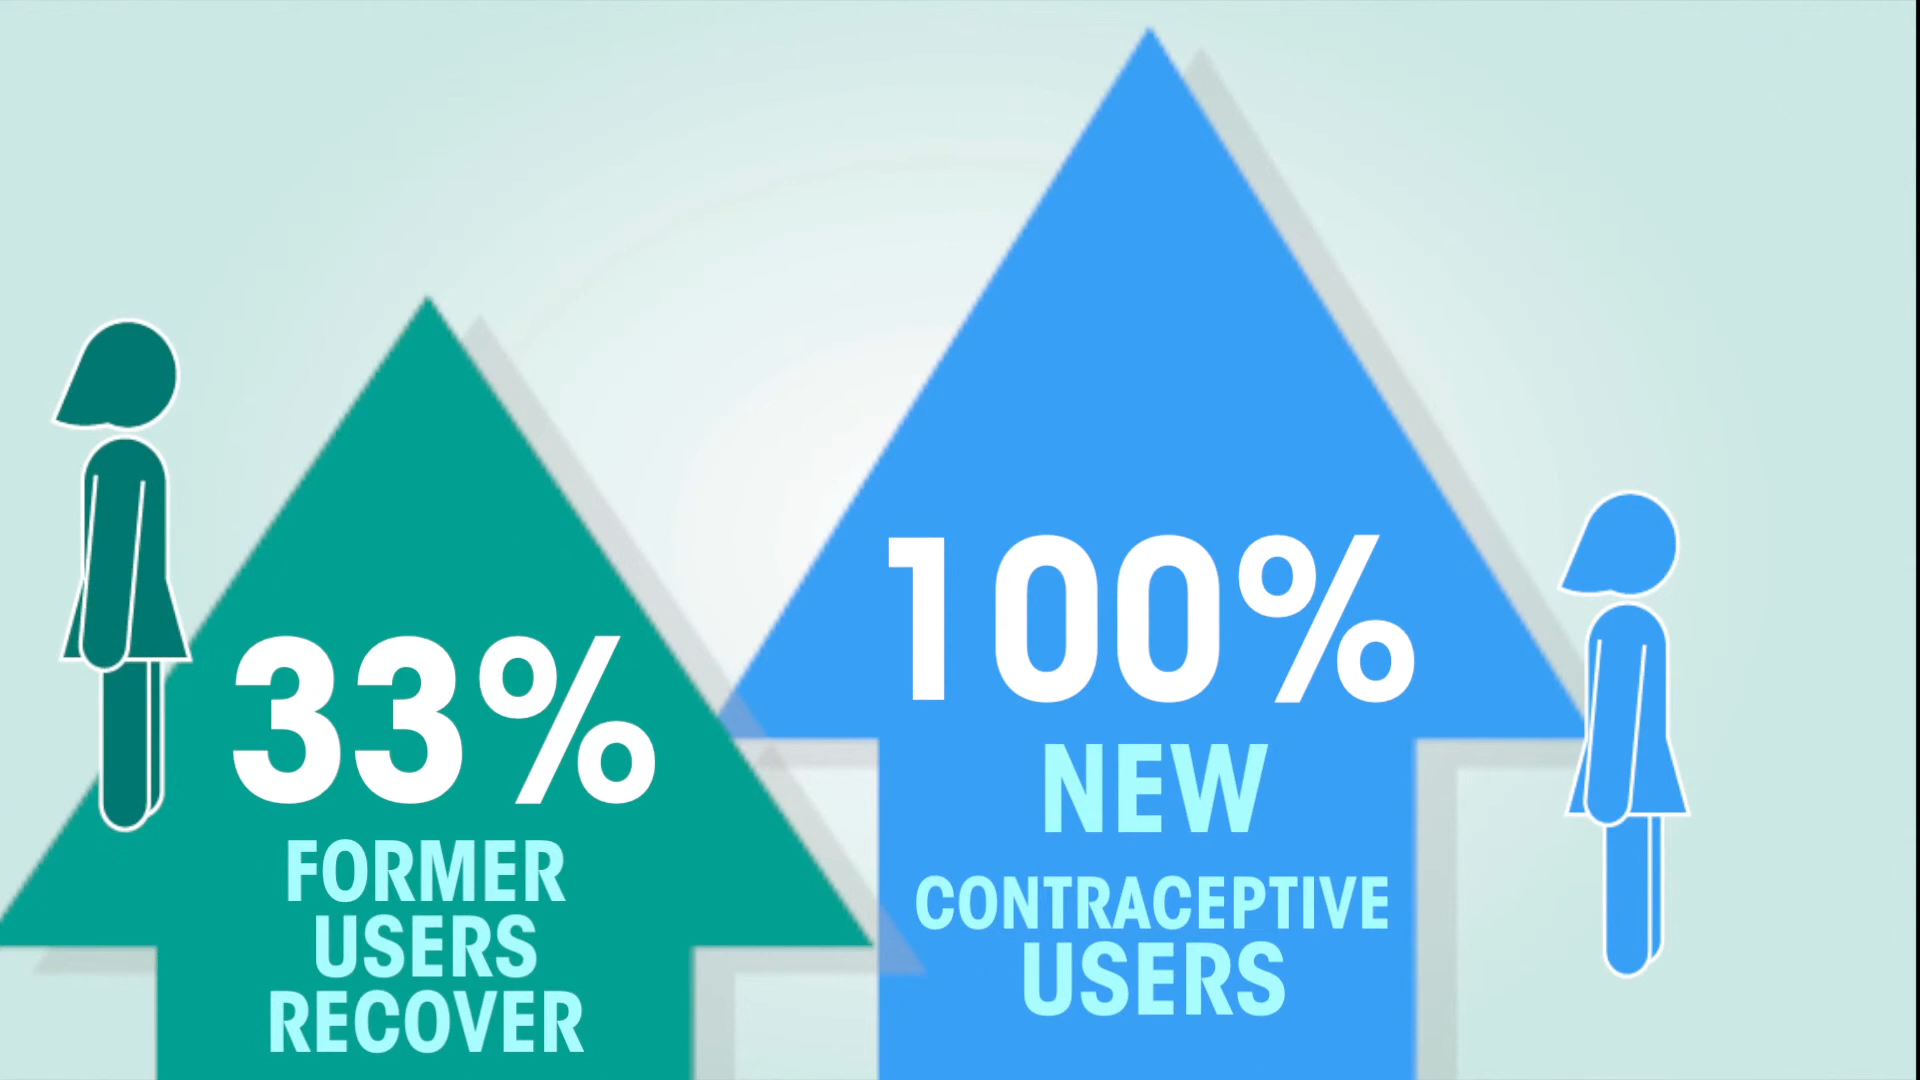 33%
FORMER
USERS
RECOVER
100%
NEW
CONTRACEPTIVE
USERS